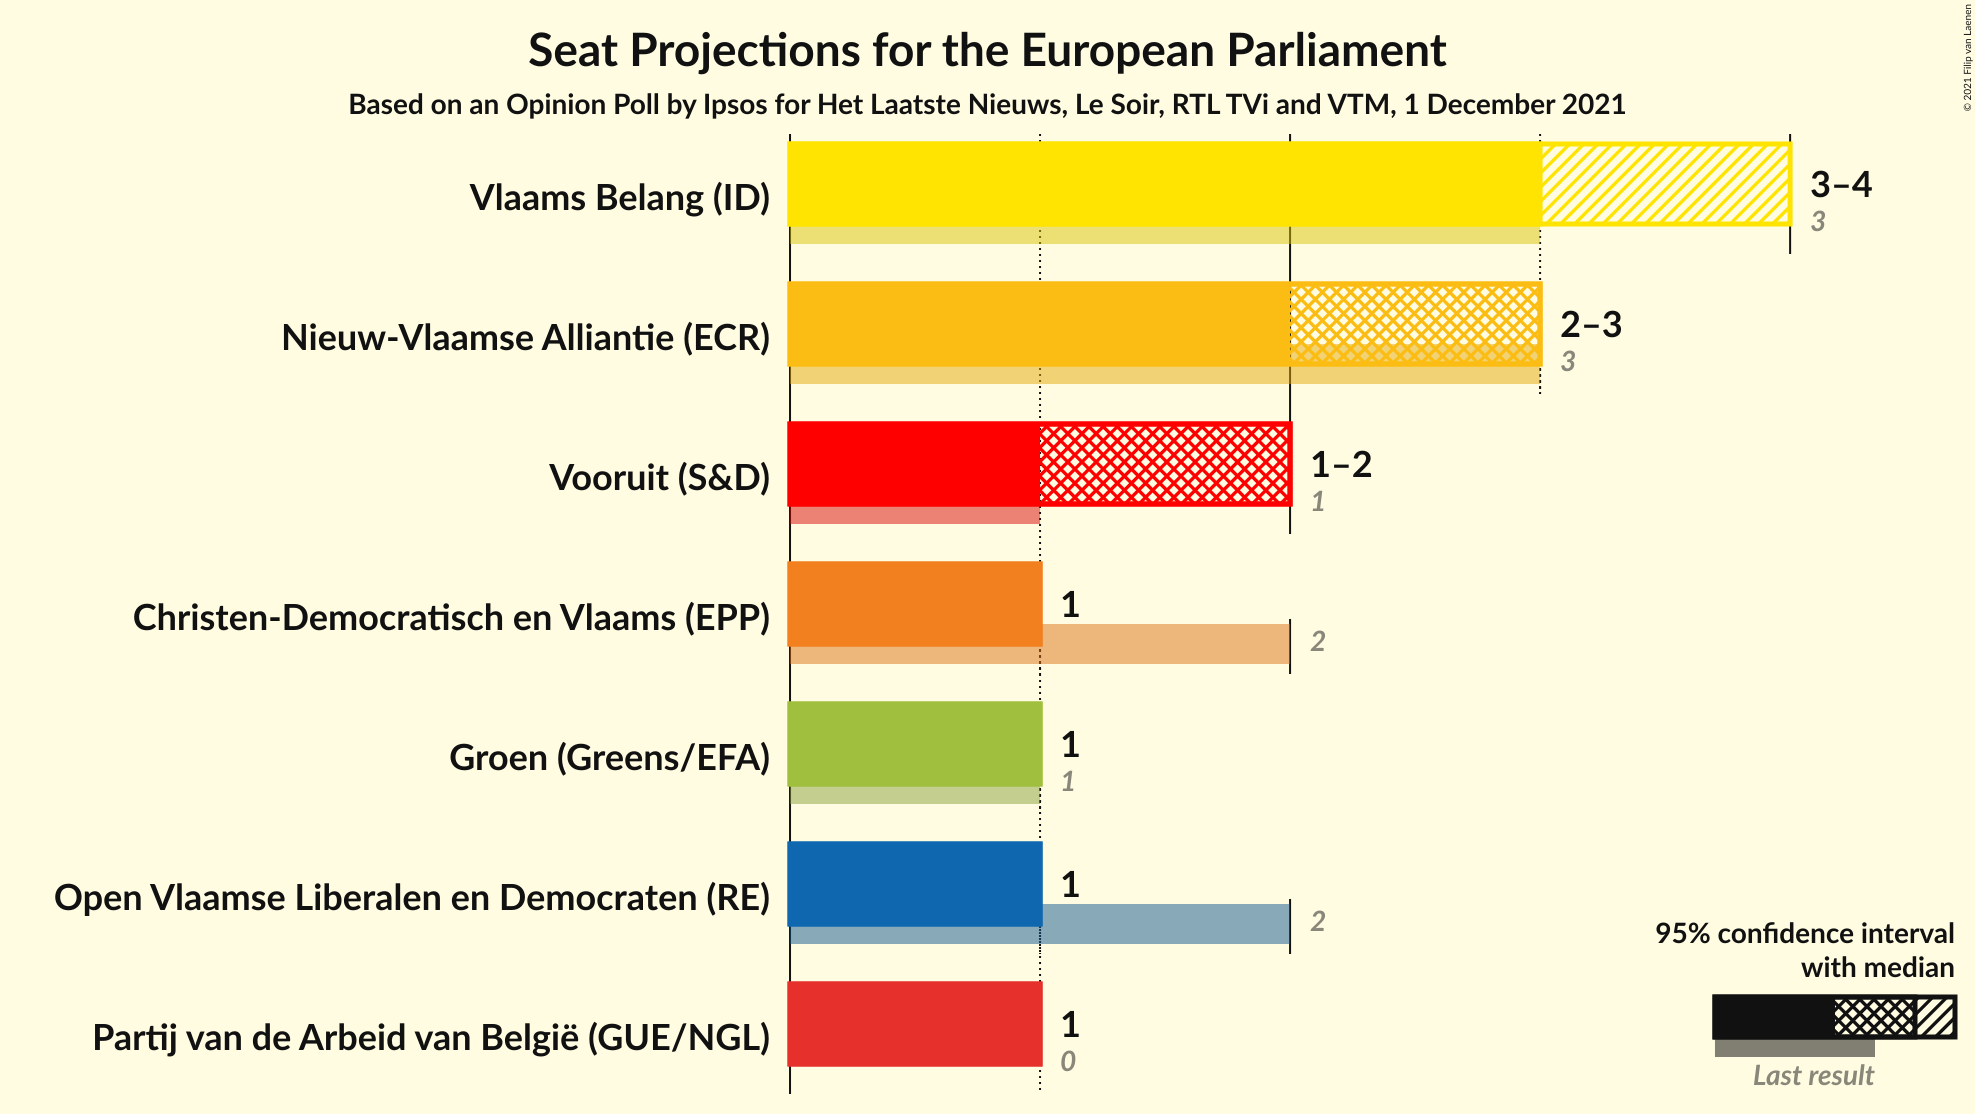 Seat Projections for the European Parliament
Based on an Opinion Poll by Ipsos for Het Laatste Nieuws, Le Soir, RTL TVi and VTM, 1 December 2021
© 2021 Filip van Laenen
Vlaams Belang (ID)
3–4
3
Nieuw-Vlaamse Alliantie (ECR)
2–3
3
Vooruit (S&D)
1–2
1
Christen-Democratisch en Vlaams (EPP)
1
2
Groen (Greens/EFA)
1
1
Open Vlaamse Liberalen en Democraten (RE)
1
2
Partij van de Arbeid van België (GUE/NGL)
1
0
95% confidence interval
with median
Last result